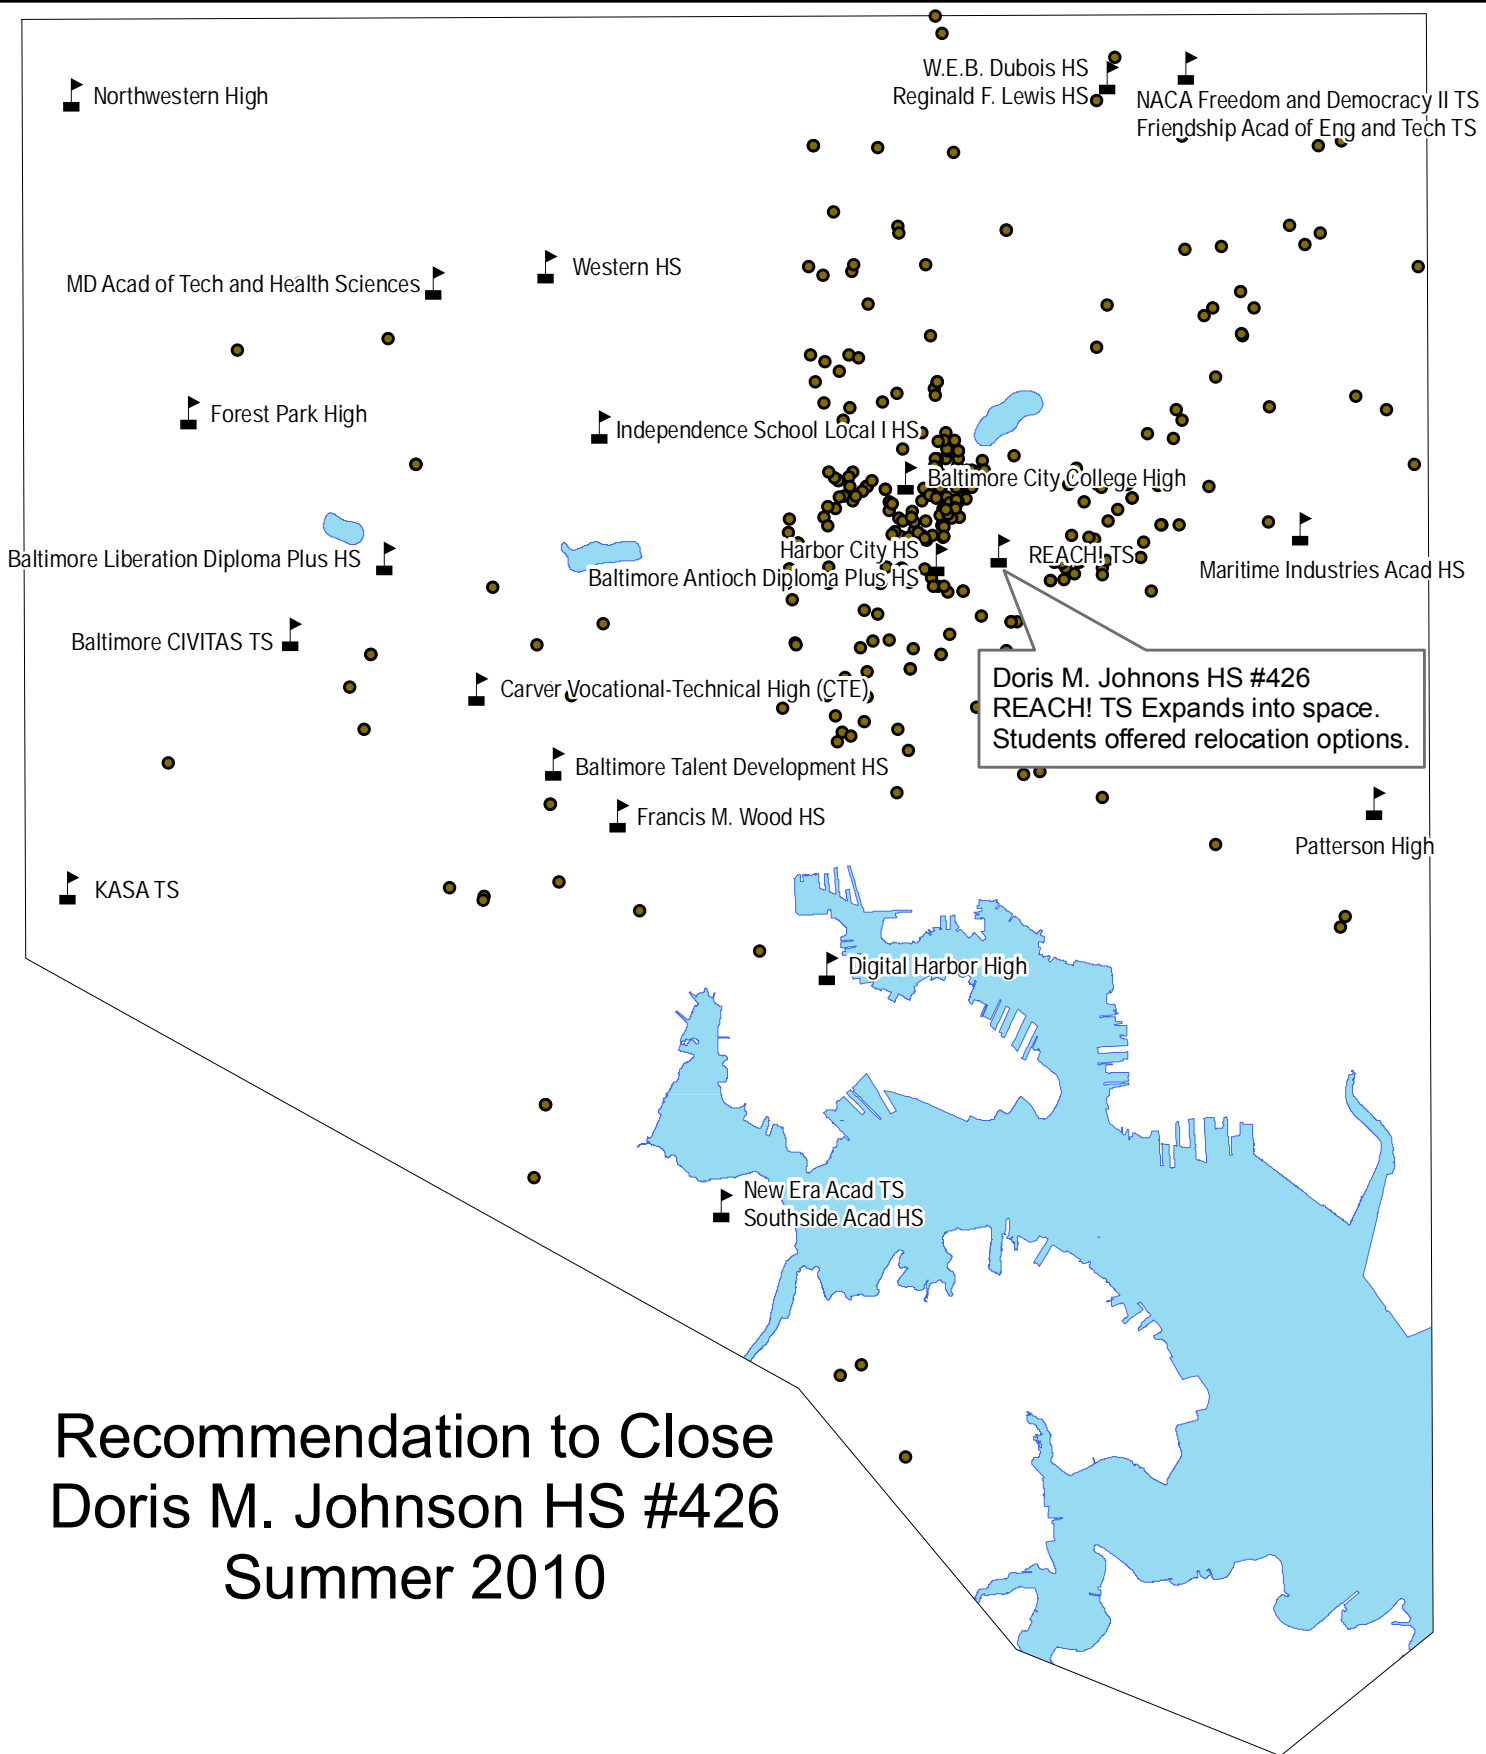 W.E.B. Dubois HS
Reginald F. Lewis HS
Northwestern High
NACA Freedom and Democracy II TS
Friendship Acad of Eng and Tech TS
Western HS
MD Acad of Tech and Health Sciences
Forest Park High
Independence School Local I HS
Baltimore City College High
Harbor City HS
Baltimore Antioch Diploma Plus HS
REACH! TS
Baltimore Liberation Diploma Plus HS
Maritime Industries Acad HS
Baltimore CIVITAS TS
Doris M. Johnons HS #426
REACH! TS Expands into space.
Students offered relocation options.
Carver Vocational-Technical High (CTE)
Baltimore Talent Development HS
Francis M. Wood HS
Patterson High
KASA TS
Digital Harbor High
New Era Acad TS
Southside Acad HS
Recommendation to Close
Doris M. Johnson HS #426
Summer 2010